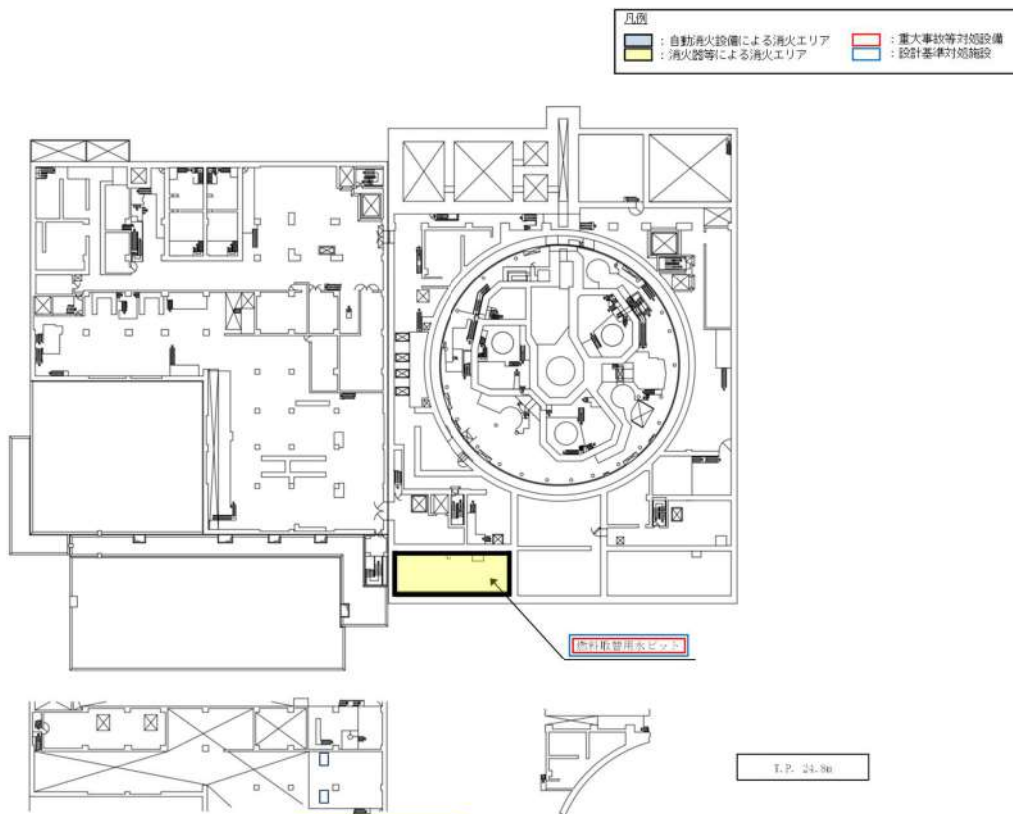 凡例
：自動消火設備による消火エリア
：消火器等による消火エリア
：重大事故等対処設備
：設計基準対処施設
燃料取替用水ピット
T.P. 24.8m